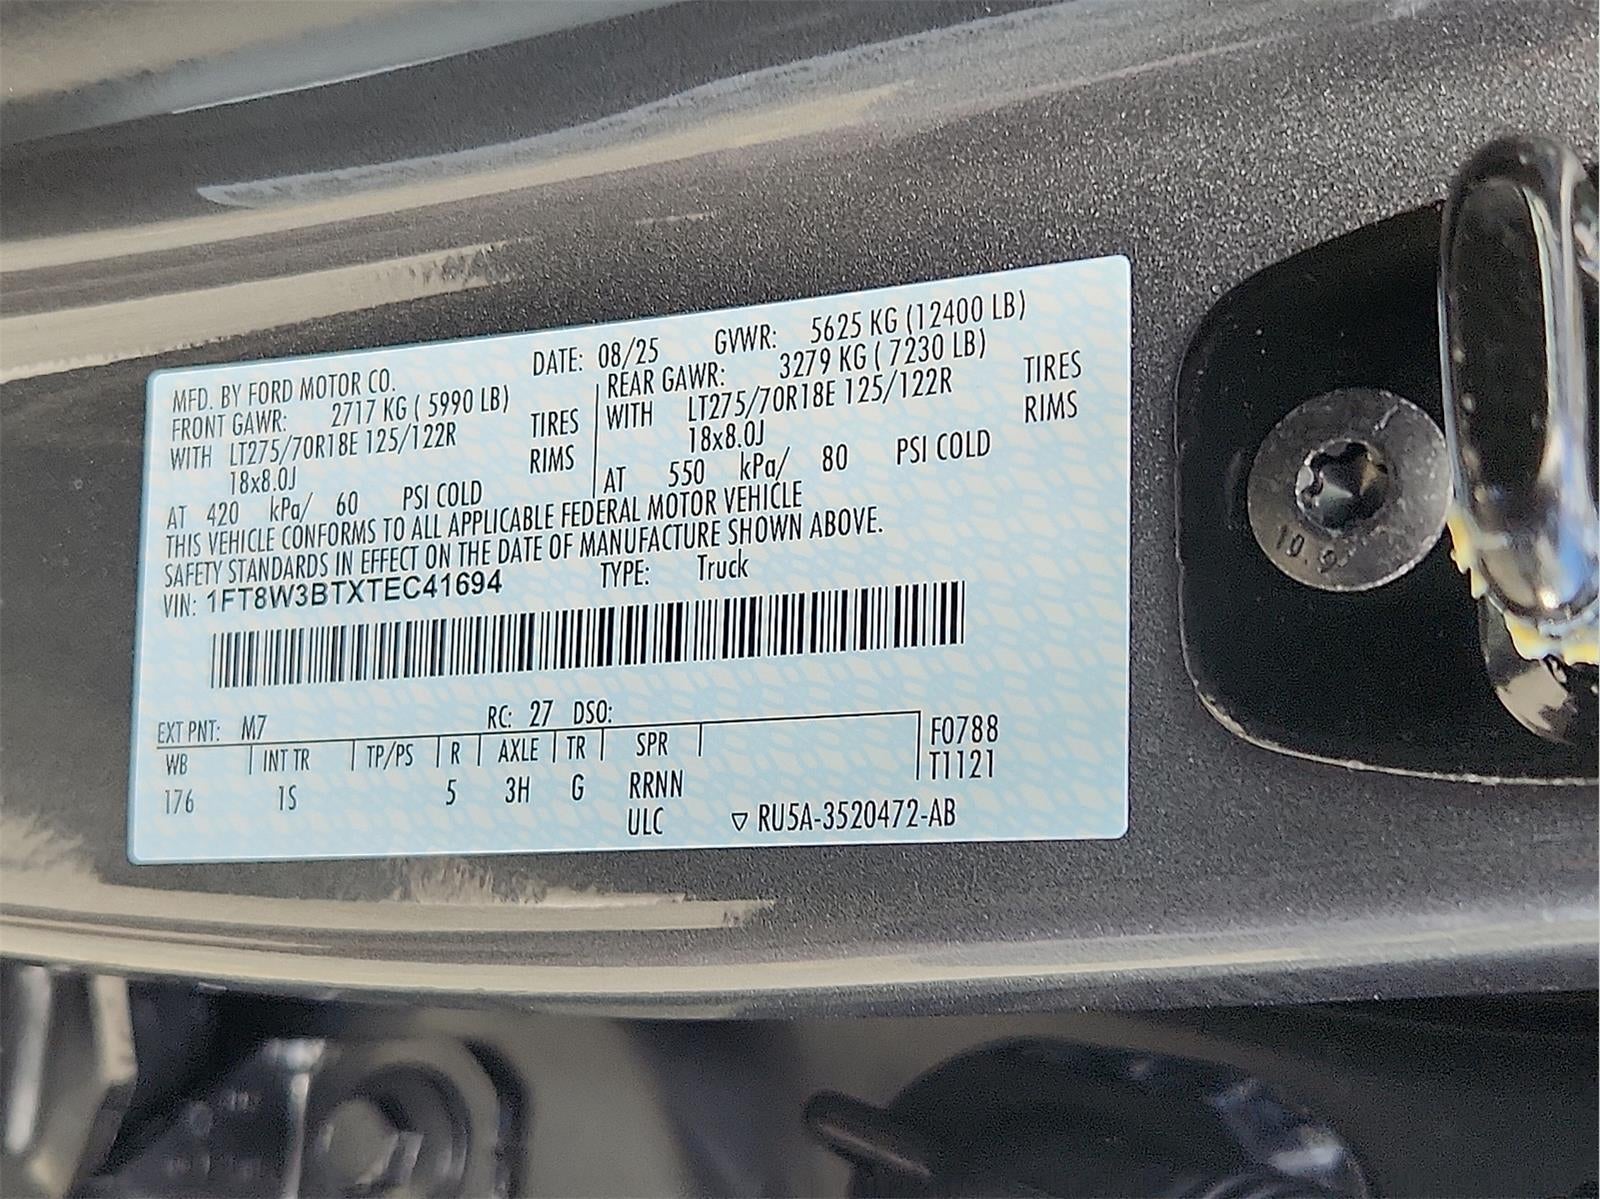 MFD. BY FORD MOTOR CO. DATE: 08/25 GVWR: 5625 KG (12400 LB)
FRONT GAWR: 2717 KG ( 5990 LB) REAR GAWR: 3279 KG ( 7230 LB)
WITH LT275/70R18E 125/122R TIRES WITH LT275/70R18E 125/122R TIRES
18x8.0J RIMS 18x8.0J RIMS
AT 420 kPa/ 60 PSI COLD AT 550 kPa/ 80 PSI COLD
THIS VEHICLE CONFORMS TO ALL APPLICABLE FEDERAL MOTOR VEHICLE
SAFETY STANDARDS IN EFFECT ON THE DATE OF MANUFACTURE SHOWN ABOVE.
VIN: 1FT8W3BTXTEC41694 TYPE: Truck
EXT PNT: M7 RC: 27 DSO:
WB INT TR TP/PS R AXLE TR SPR F0788
176 1S 5 3H G RRNN T1121
ULC ▽ RU5A-3520472-AB
10.9